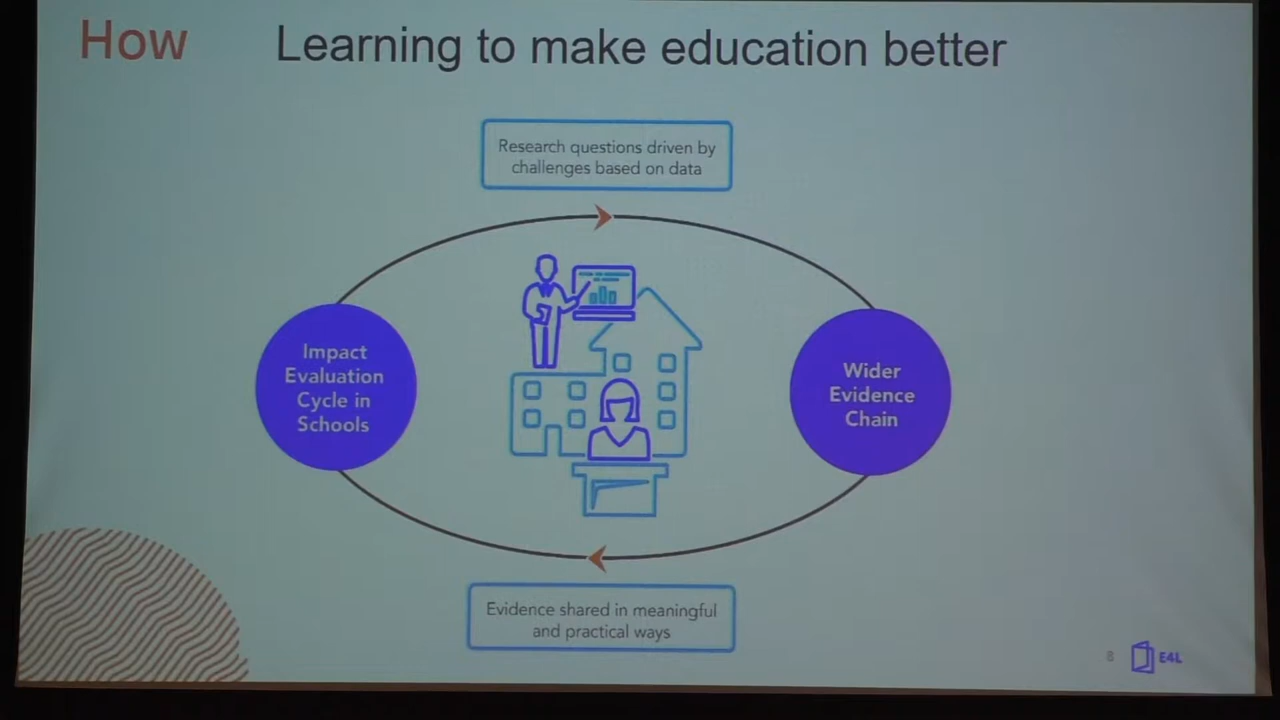 How
Learning to make education better
Research questions driven by
challenges based on data
Impact
Evaluation
Cycle in
Schools
Wider
Evidence
Chain
Evidence shared in meaningful
and practical ways
8
E4L